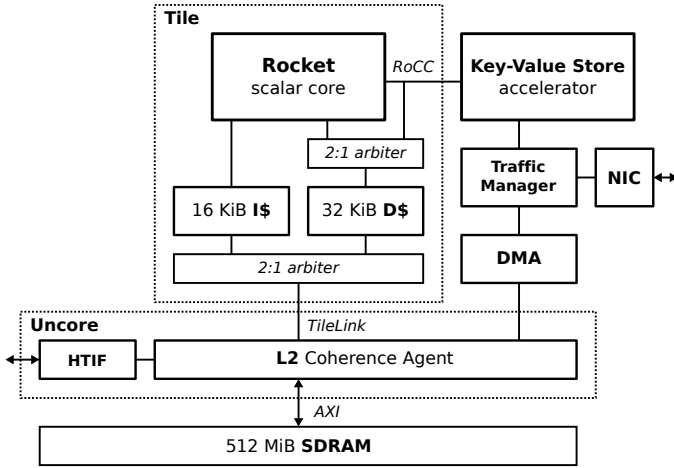 Tile
Rocket
scalar core
RoCC
Key-Value Store
accelerator
2:1 arbiter
Traffic
Manager
NIC
16 KiB I$
32 KiB D$
2:1 arbiter
DMA
Uncore
TileLink
HTIF
L2 Coherence Agent
AXI
512 MiB SDRAM